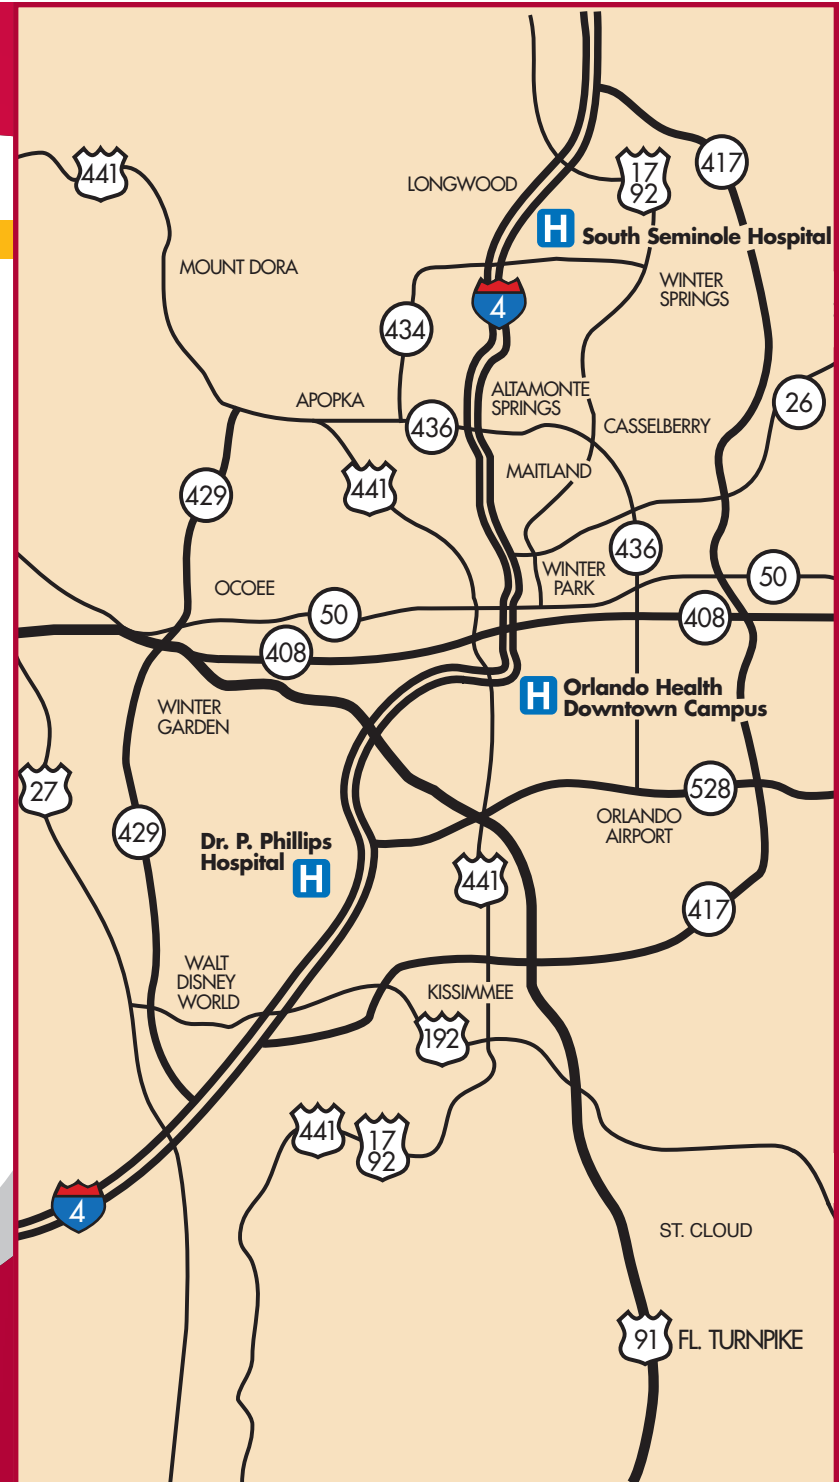 441
17
92
417
LONGWOOD
H South Seminole Hospital
MOUNT DORA
WINTER
SPRINGS
4
434
APOPKA
ALTAMONTE
SPRINGS
26
436
CASSELBERRY
MAITLAND
429
441
436
WINTER
PARK
50
OCOEE
50
408
408
H Orlando Health
Downtown Campus
WINTER
GARDEN
27
528
ORLANDO
AIRPORT
429
Dr. P. Phillips
Hospital H
441
417
WALT
DISNEY
WORLD
KISSIMMEE
192
441
17
92
4
ST. CLOUD
91 FL. TURNPIKE